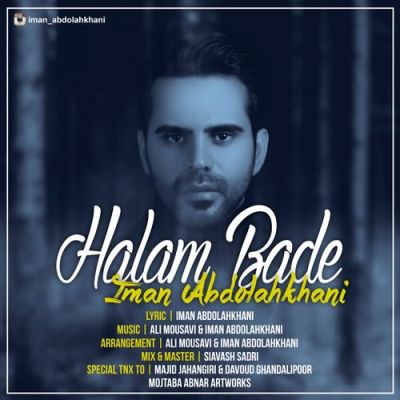 iman_abdolahkhani
Halam Bade
Iman Abdolahkhani
LYRIC | IMAN ABDOLAHKHANI
MUSIC | ALI MOUSAVI & IMAN ABDOLAHKHANI
ARRANGEMENT | ALI MOUSAVI & IMAN ABDOLAHKHANI
MIX & MASTER | SIAVASH SADRI
SPECIAL TNX TO | MAJID JAHANGIRI & DAVOUD GHANDALIPOOR
MOJTABA ABNAR ARTWORKS